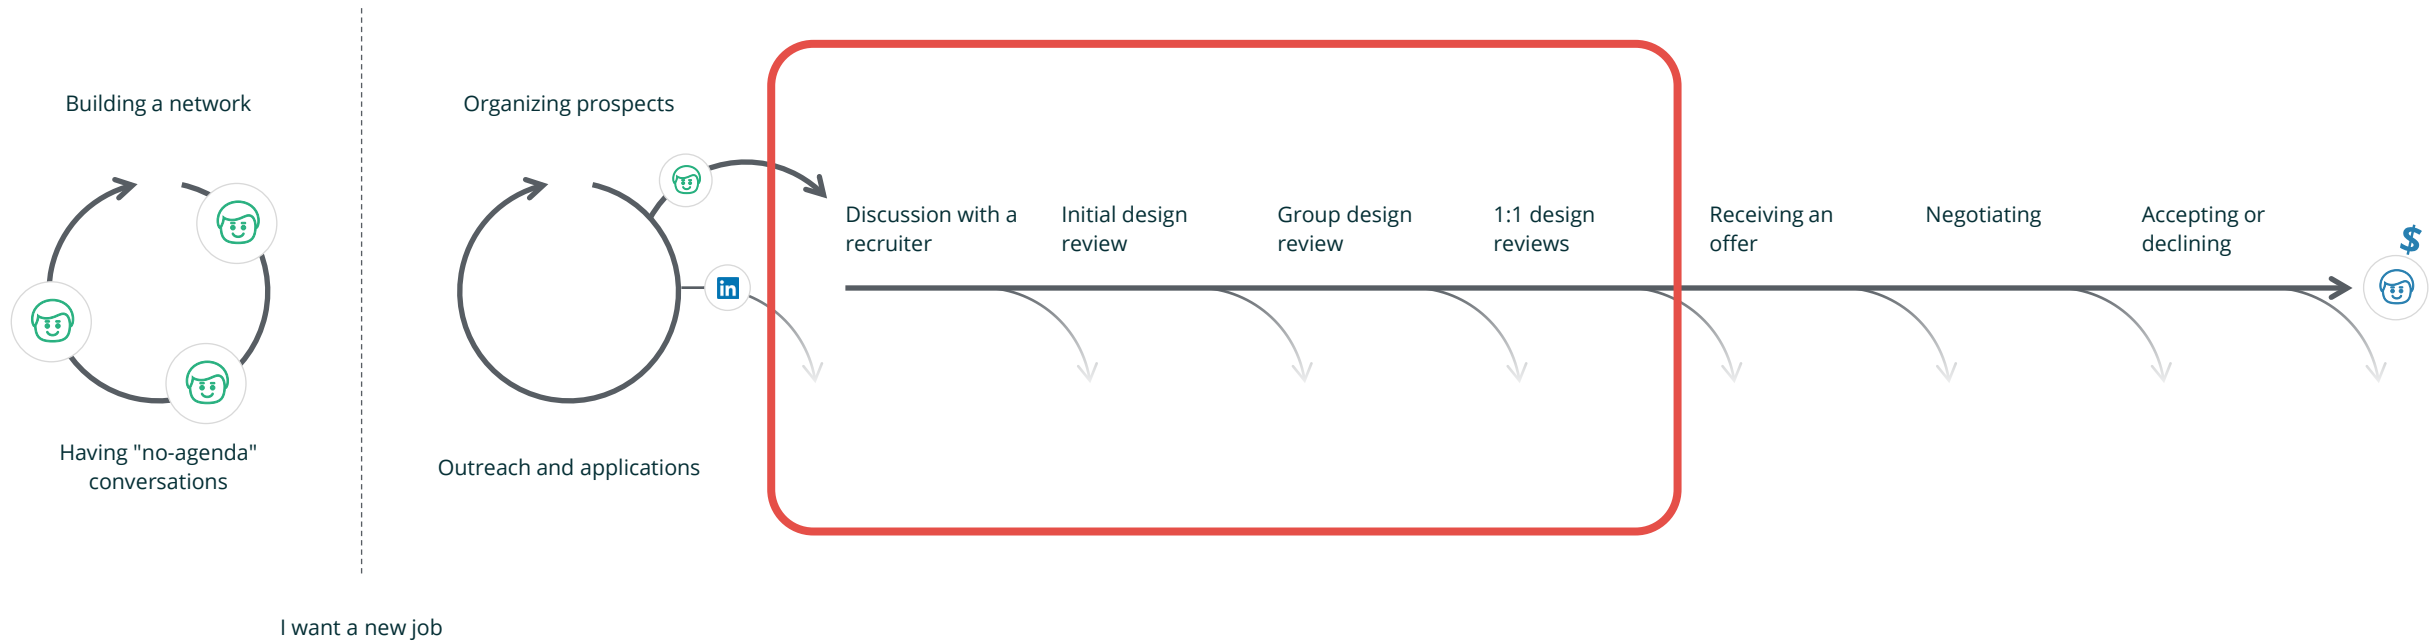 Building a network
Organizing prospects
Discussion with a
recruiter
Initial design
review
Group design
review
1:1 design
reviews
Receiving an
offer
Negotiating
Accepting or
declining
$
in
Having "no-agenda"
conversations
Outreach and applications
I want a new job